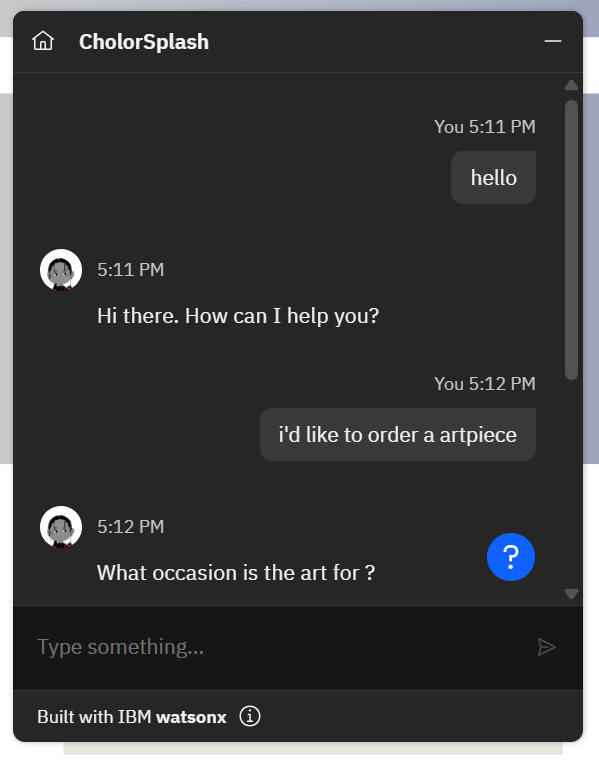 CholorSplash
You 5:11 PM
hello
5:11 PM
Hi there. How can I help you?
You 5:12 PM
i'd like to order a artpiece
5:12 PM
What occasion is the art for ?
?
Type something...
Built with IBM watsonx